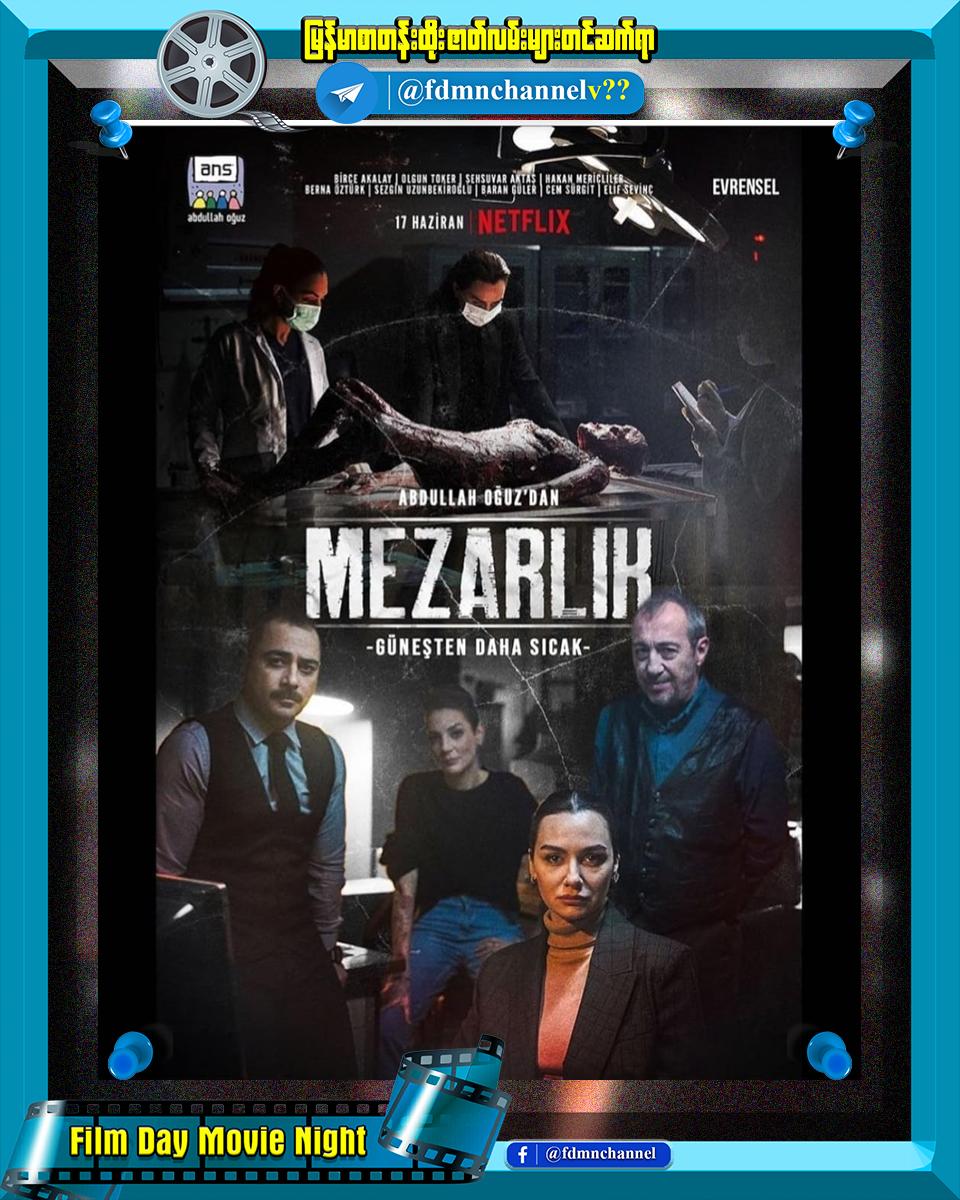 မြန်မာစာတန်းထိုးဇာတ်လမ်းများတင်ဆက်ရာ
@fdmnchannelv??
ans
abdullah oğuz
BİRCE AKALAY | OLGUN TOKER | ŞEHSUVAR AKTAŞ | HAKAN MERİÇLİLER
BERNA ÖZTÜRK | SEZGİN UZUNBEKİROĞLU | BARAN GÜLER | CEM SÜRGİT | ELİF SEVİNÇ
17 HAZİRAN | NETFLIX
EVRENSEL
ABDULLAH OĞUZ'DAN
MEZARLIK
-GÜNEŞTEN DAHA SICAK-
Film Day Movie Night
@fdmnchannel